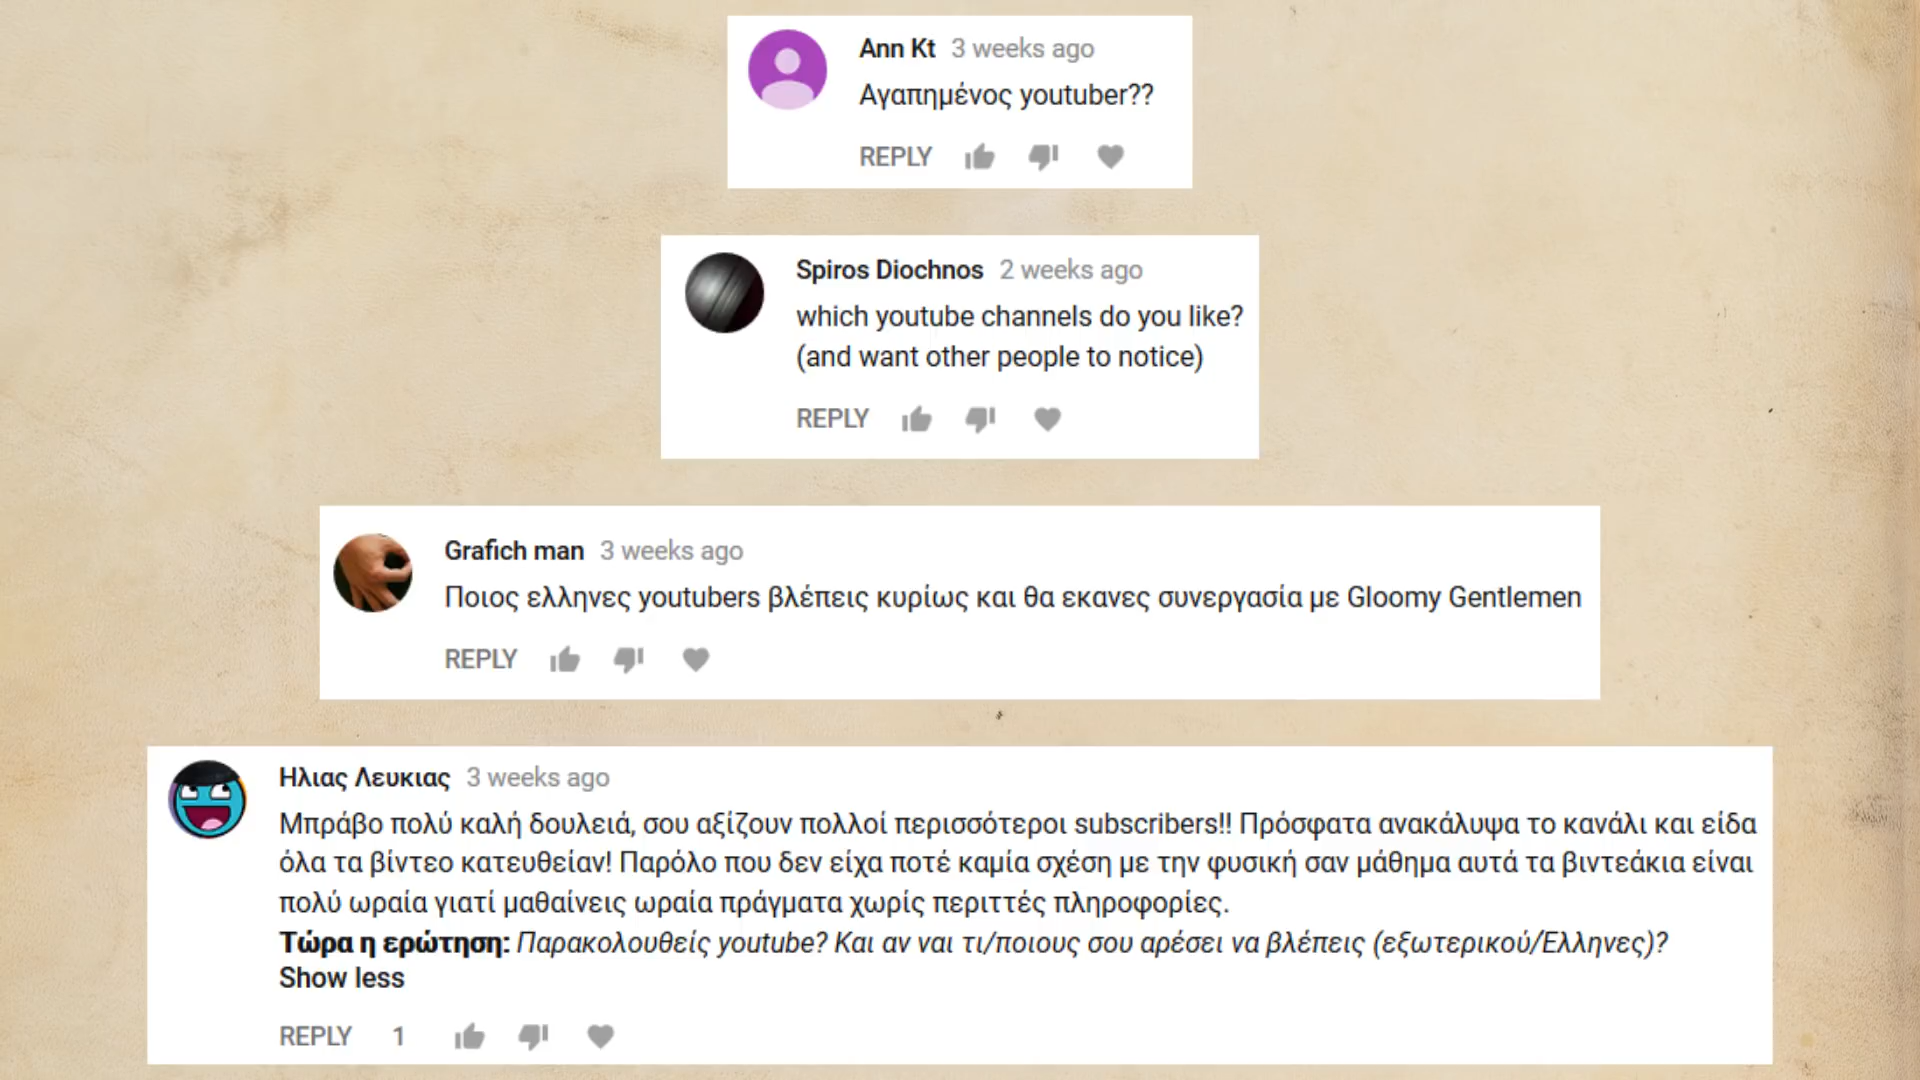 Ann Kt 3 weeks ago
Αγαπημένος youtuber??
REPLY
Spiros Diochnos 2 weeks ago
which youtube channels do you like?
(and want other people to notice)
REPLY
Grafich man 3 weeks ago
Ποιος ελληνες youtubers βλέπεις κυρίως και θα εκανες συνεργασία με Gloomy Gentlemen
REPLY
Ηλιας Λευκιας 3 weeks ago
Μπράβο πολύ καλή δουλειά, σου αξίζουν πολλοί περισσότεροι subscribers!! Πρόσφατα ανακάλυψα το κανάλι και είδα
όλα τα βίντεο κατευθείαν! Παρόλο που δεν είχα ποτέ καμία σχέση με την φυσική σαν μάθημα αυτά τα βιντεάκια είναι
πολύ ωραία γιατί μαθαίνεις ωραία πράγματα χωρίς περιττές πληροφορίες.
Τώρα η ερώτηση: Παρακολουθείς youtube? Και αν ναι τι/ποιους σου αρέσει να βλέπεις (εξωτερικού/Ελληνες)?
Show less
REPLY 1